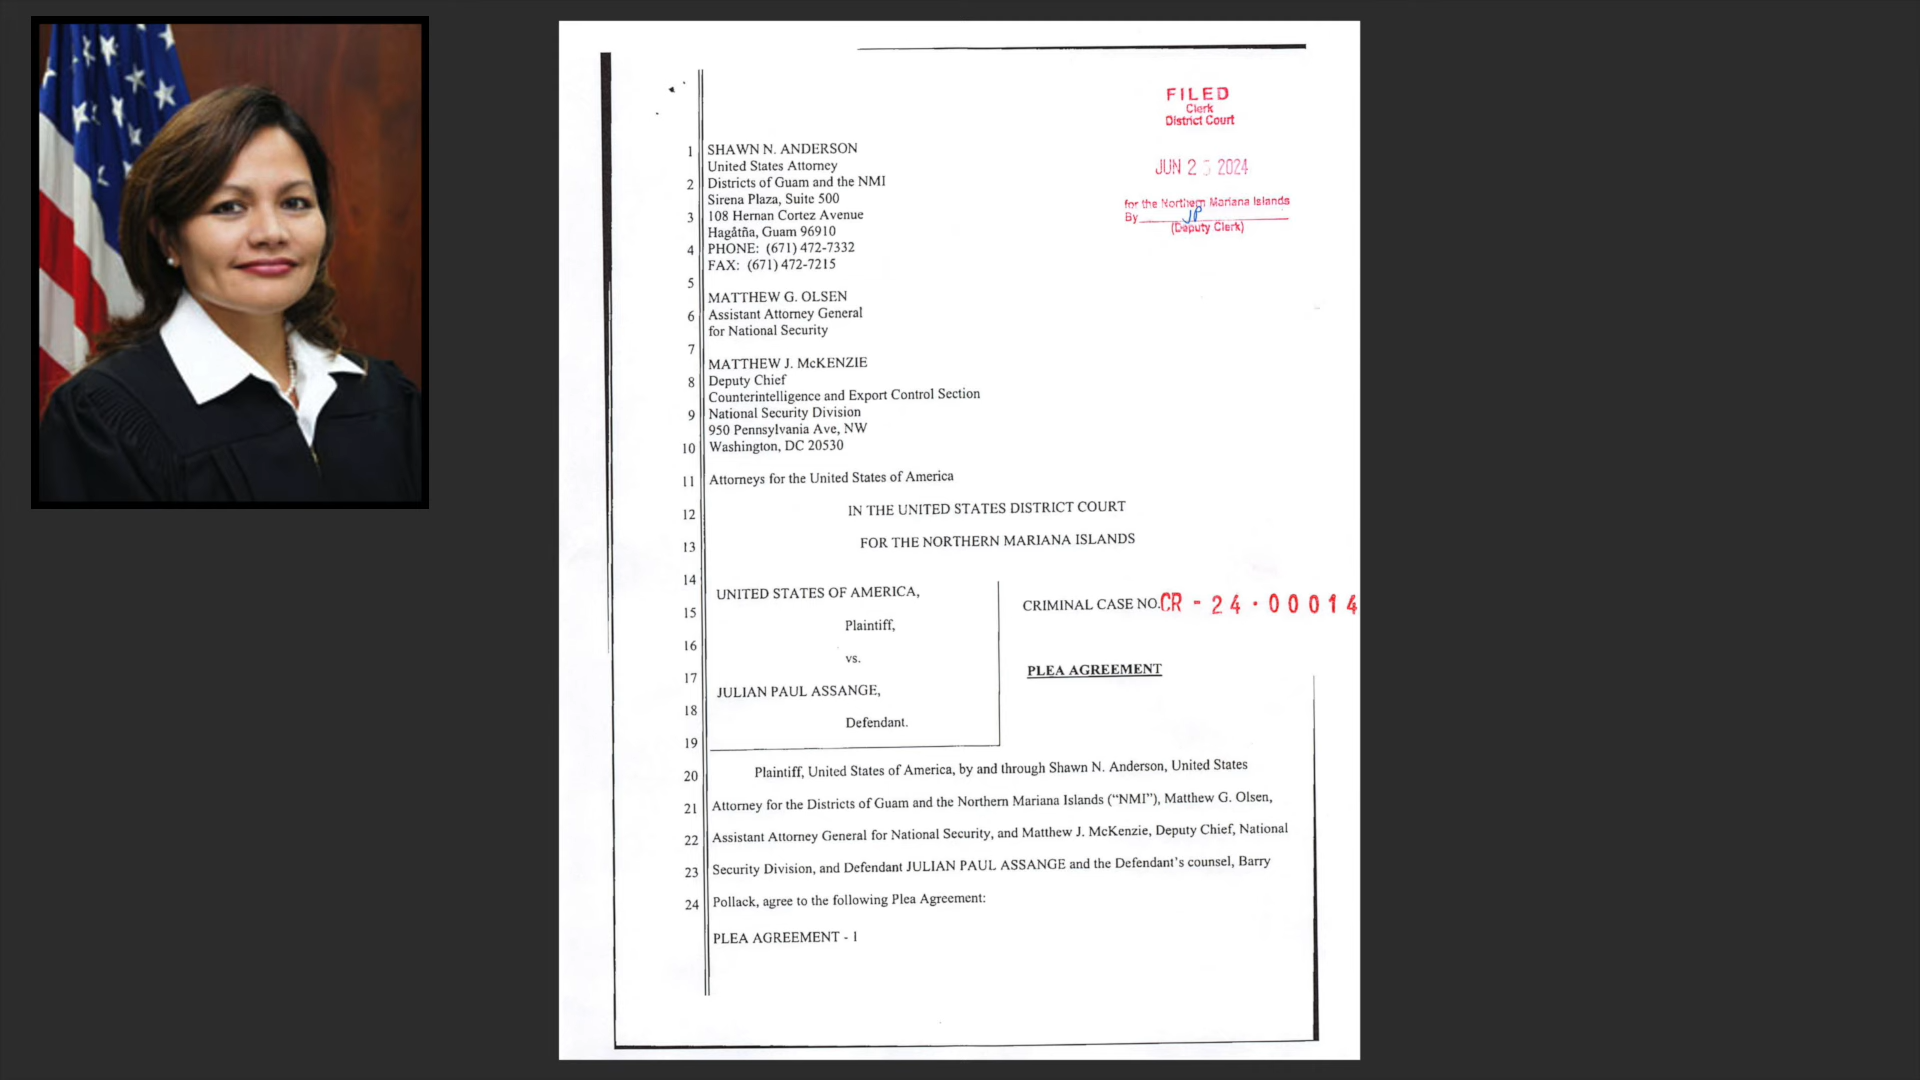 FILED
Clerk
District Court
JUN 2 2024
for the Northern Mariana Islands
By JP
(Deputy Clerk)
1 SHAWN N. ANDERSON
United States Attorney
2 Districts of Guam and the NMI
Sirena Plaza, Suite 500
3 108 Hernan Cortez Avenue
Hagåtña, Guam 96910
4 PHONE: (671) 472-7332
FAX: (671) 472-7215
5
MATTHEW G. OLSEN
6 Assistant Attorney General
for National Security
7
MATTHEW J. McKENZIE
8 Deputy Chief
Counterintelligence and Export Control Section
9 National Security Division
950 Pennsylvania Ave, NW
10 Washington, DC 20530
11 Attorneys for the United States of America
12 IN THE UNITED STATES DISTRICT COURT
13 FOR THE NORTHERN MARIANA ISLANDS
14
UNITED STATES OF AMERICA,
CRIMINAL CASE NO. CR - 24 · 00014
15
Plaintiff,
16
vs.
PLEA AGREEMENT
17
JULIAN PAUL ASSANGE,
18
Defendant.
19
20 Plaintiff, United States of America, by and through Shawn N. Anderson, United States
21 Attorney for the Districts of Guam and the Northern Mariana Islands (“NMI”), Matthew G. Olsen,
22 Assistant Attorney General for National Security, and Matthew J. McKenzie, Deputy Chief, National
23 Security Division, and Defendant JULIAN PAUL ASSANGE and the Defendant’s counsel, Barry
24 Pollack, agree to the following Plea Agreement:
PLEA AGREEMENT - 1